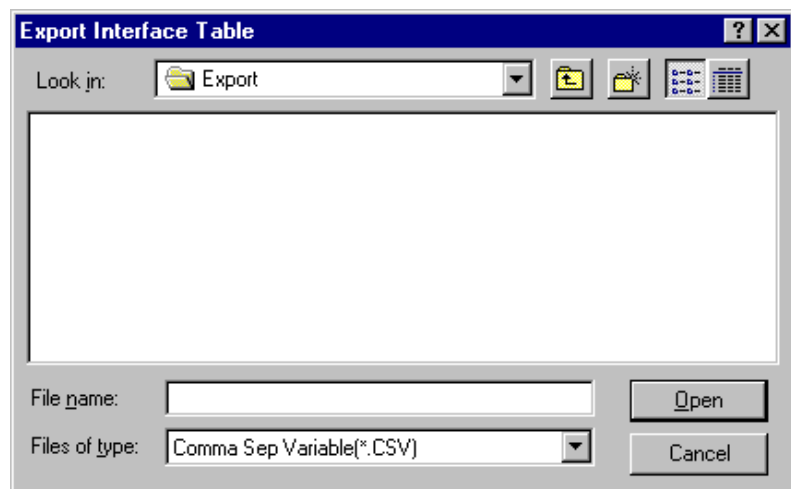 Export Interface Table
Look in: Export
File name: Open
Files of type: Comma Sep Variable(*.CSV) Cancel